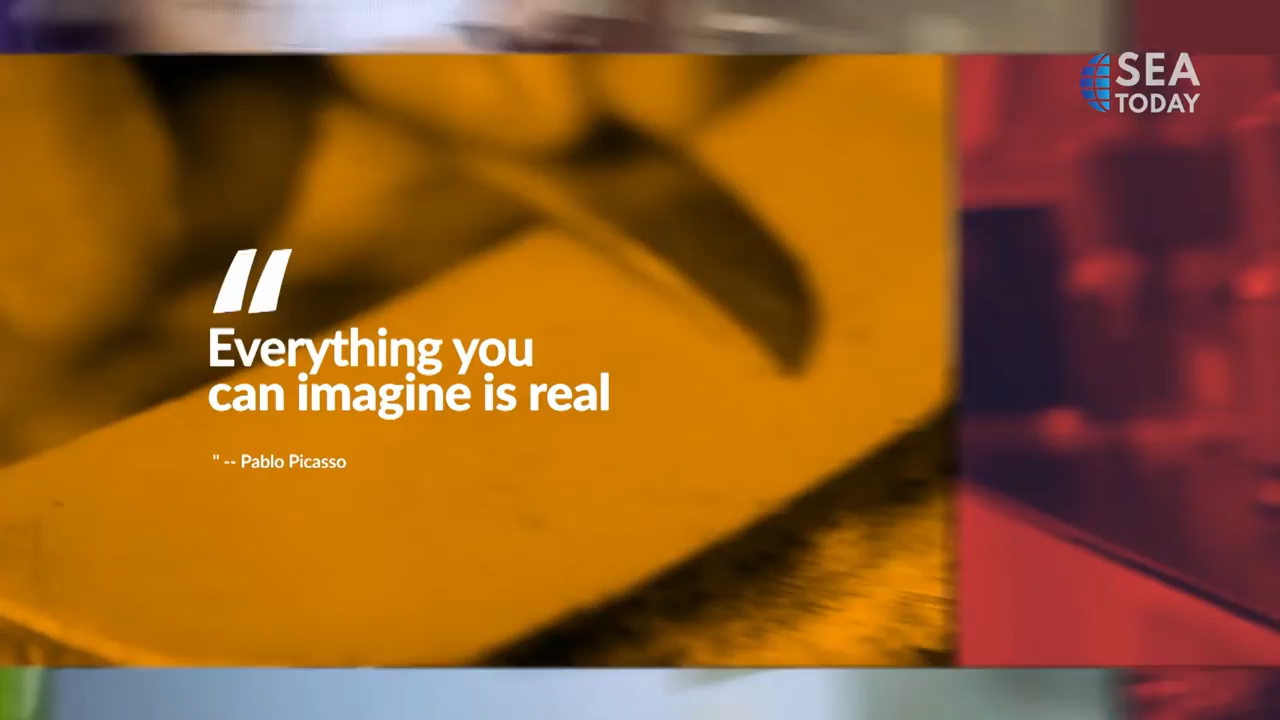 SEA
TODAY
“
Everything you
can imagine is real
" -- Pablo Picasso